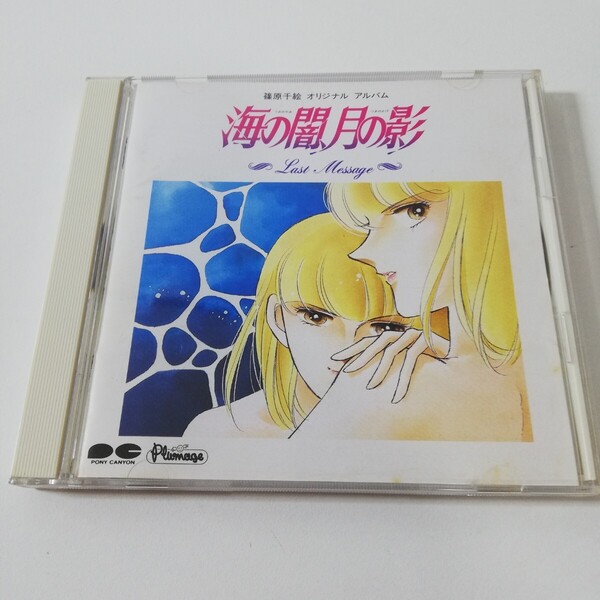 篠原千絵 オリジナル アルバム
海の闇、月の影
Last Message
PONY CANYON
Plumage